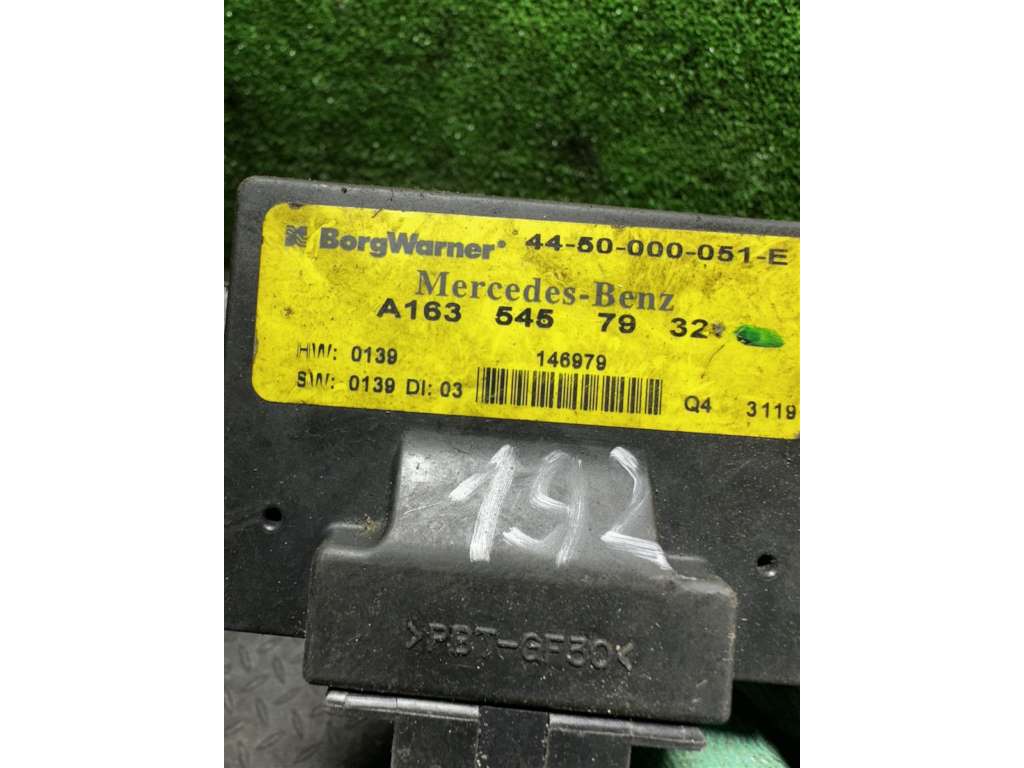 BorgWarner® 44-50-000-051-E
Mercedes-Benz
A163 545 79 32
HW: 0139 146979
SW: 0139 DI: 03 Q4 3119
192
>PBT-GF30<